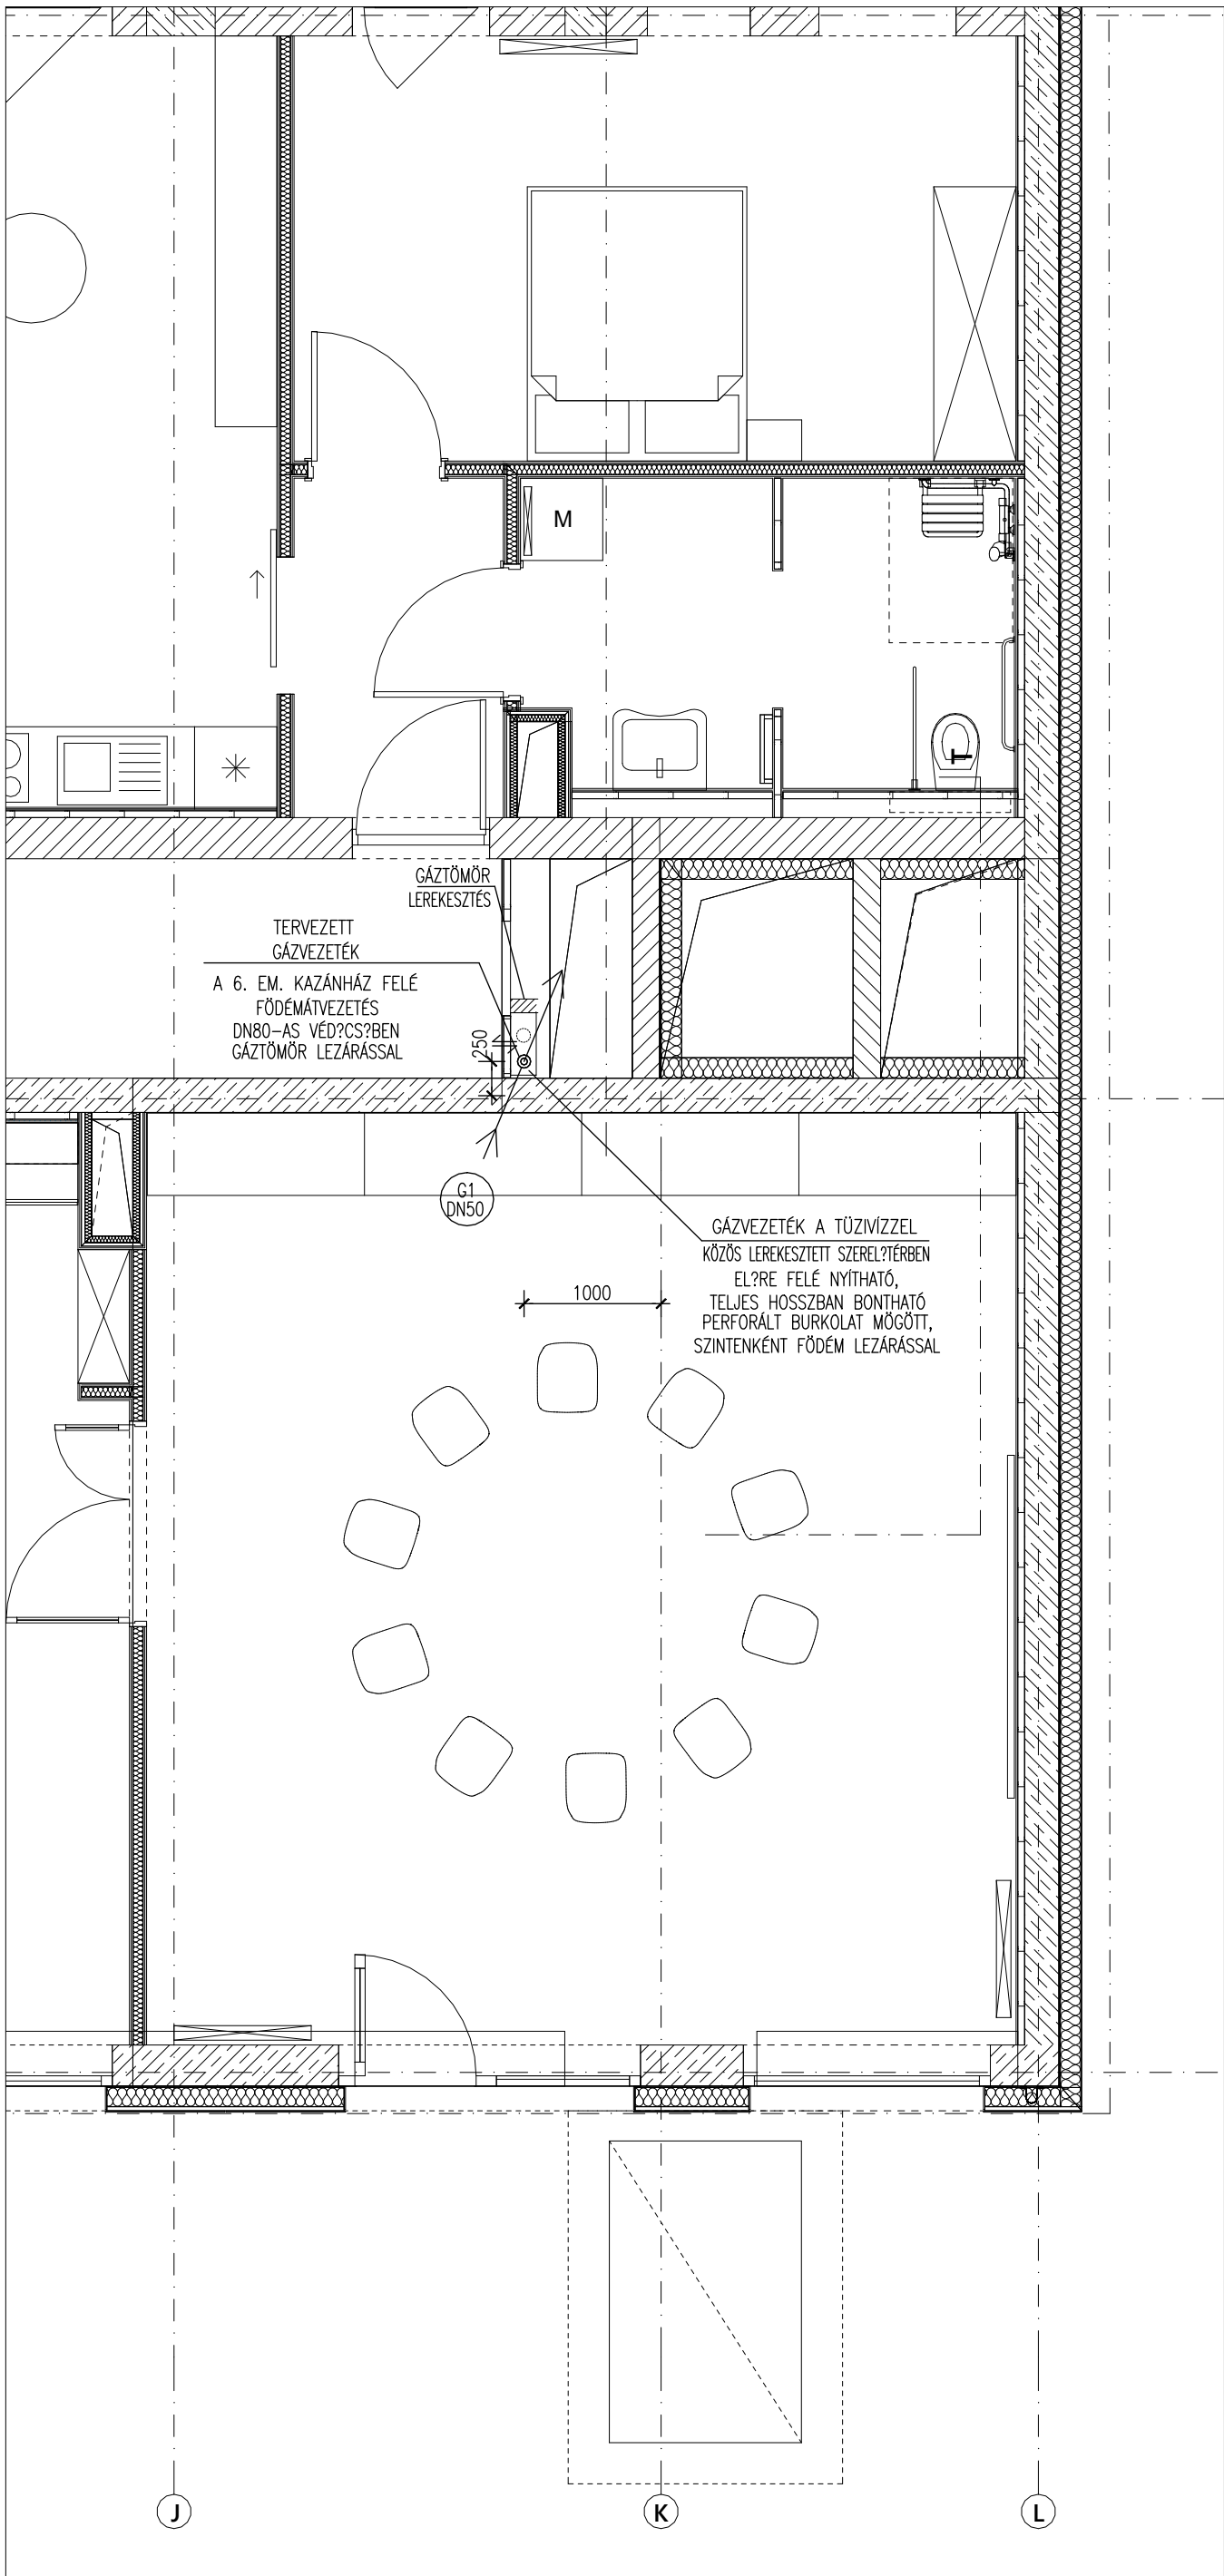 M
GÁZTÖMÖR
LEREKESZTÉS
TERVEZETT
GÁZVEZETÉK
A 6. EM. KAZÁNHÁZ FELÉ
FÖDÉMÁTVEZETÉS
DN80-AS VÉD?CS?BEN
GÁZTÖMÖR LEZÁRÁSSAL
250
G1
DN50
GÁZVEZETÉK A TÜZIVÍZZEL
KÖZÖS LEREKESZTETT SZEREL?TÉRBEN
EL?RE FELÉ NYÍTHATÓ,
TELJES HOSSZBAN BONTHATÓ
PERFORÁLT BURKOLAT MÖGÖTT,
SZINTENKÉNT FÖDÉM LEZÁRÁSSAL
1000
J
K
L